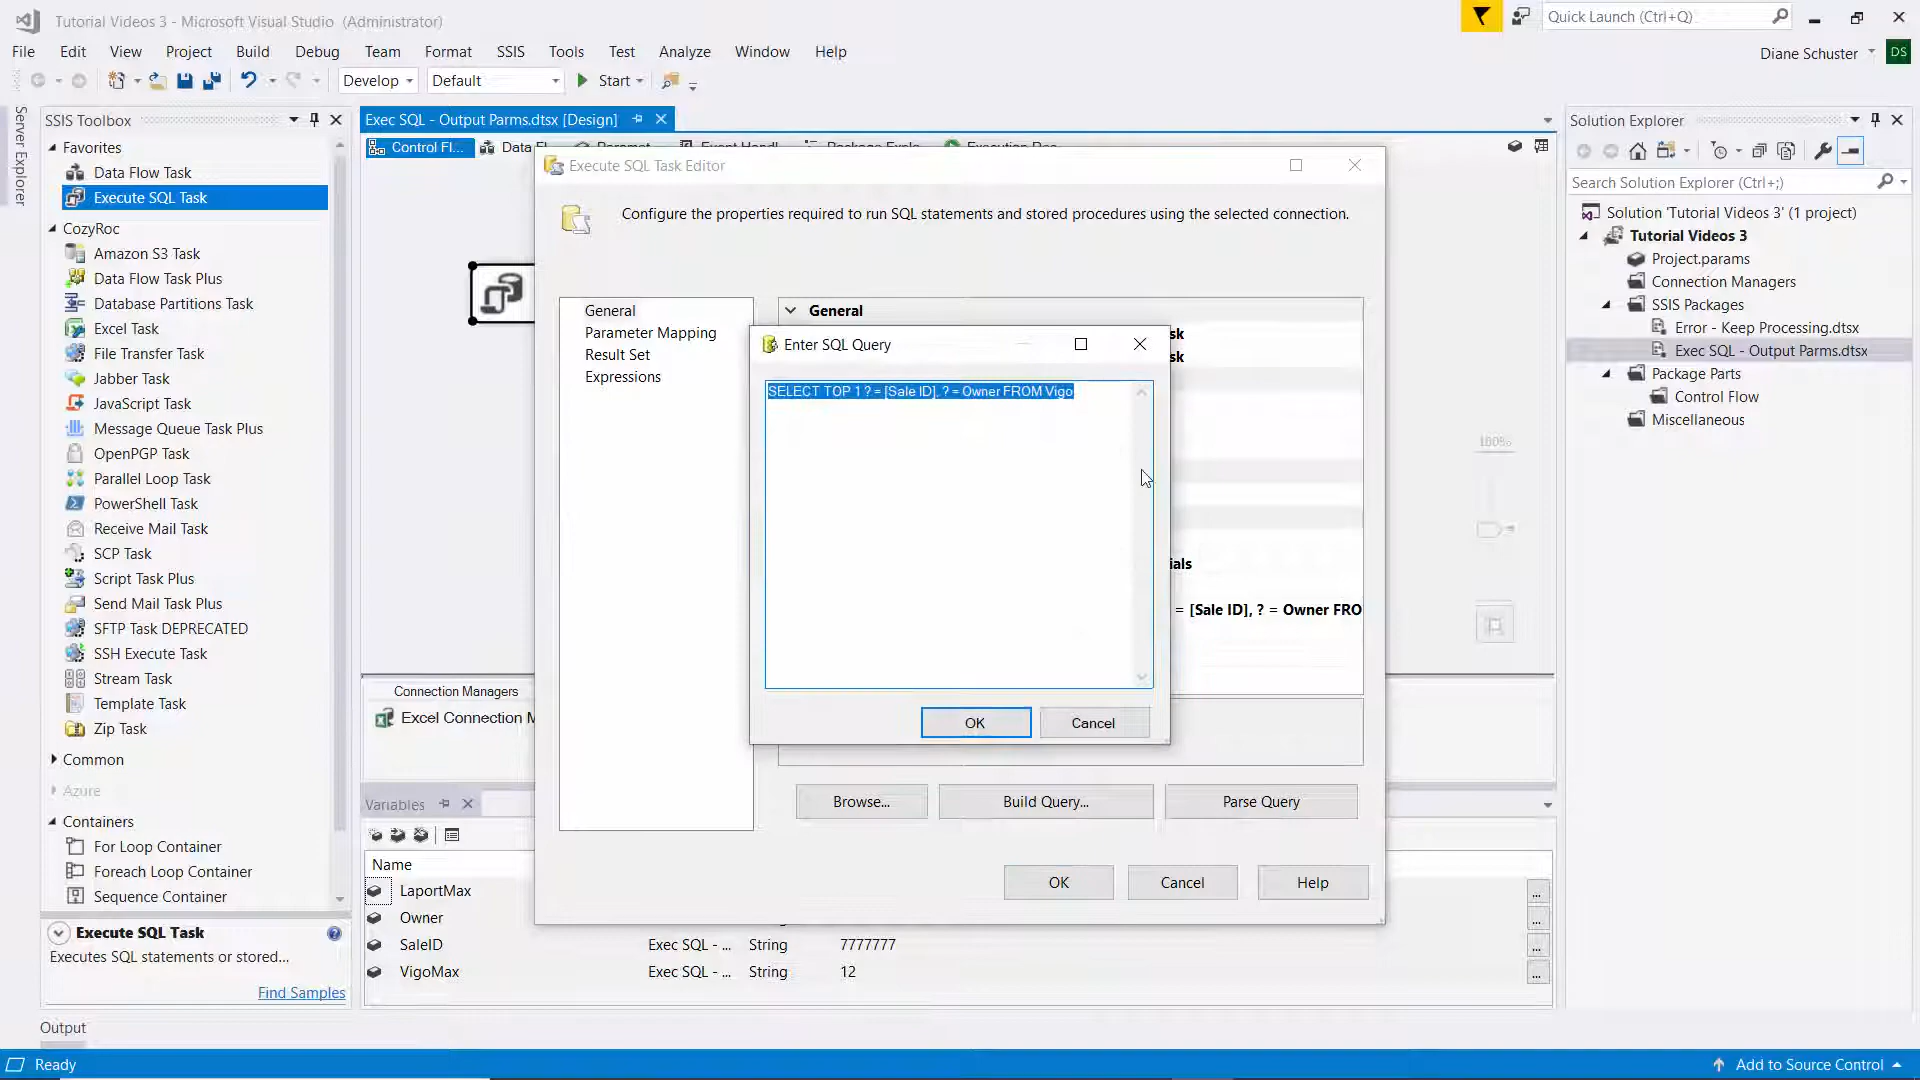 Tutorial Videos 3 - Microsoft Visual Studio (Administrator)
Quick Launch (Ctrl+Q)
File Edit View Project Build Debug Team Format SSIS Tools Test Analyze Window Help
Diane Schuster DS
Develop Default Start
Server Explorer
SSIS Toolbox
Favorites
Data Flow Task
Execute SQL Task
CozyRoc
Amazon S3 Task
Data Flow Task Plus
Database Partitions Task
Excel Task
File Transfer Task
Jabber Task
JavaScript Task
Message Queue Task Plus
OpenPGP Task
Parallel Loop Task
PowerShell Task
Receive Mail Task
SCP Task
Script Task Plus
Send Mail Task Plus
SFTP Task DEPRECATED
SSH Execute Task
Stream Task
Template Task
Zip Task
Common
Azure
Containers
For Loop Container
Foreach Loop Container
Sequence Container
Execute SQL Task
Executes SQL statements or stored...
Find Samples
Exec SQL - Output Parms.dtsx [Design]
Control Fl... Data Fl
Execute SQL Task Editor
Configure the properties required to run SQL statements and stored procedures using the selected connection.
General
Parameter Mapping
Result Set
Expressions
General
sk
sk
ials
= [Sale ID], ? = Owner FRO
Enter SQL Query
SELECT TOP 1 ? = [Sale ID], ? = Owner FROM Vigo
OK Cancel
Browse... Build Query... Parse Query
OK Cancel Help
100%
Connection Managers
Excel Connection M
Variables
Name
LaportMax
Owner
SaleID Exec SQL - ... String 7777777
VigoMax Exec SQL - ... String 12
Solution Explorer
Search Solution Explorer (Ctrl+;)
Solution 'Tutorial Videos 3' (1 project)
Tutorial Videos 3
Project.params
Connection Managers
SSIS Packages
Error - Keep Processing.dtsx
Exec SQL - Output Parms.dtsx
Package Parts
Control Flow
Miscellaneous
Output
Ready
Add to Source Control